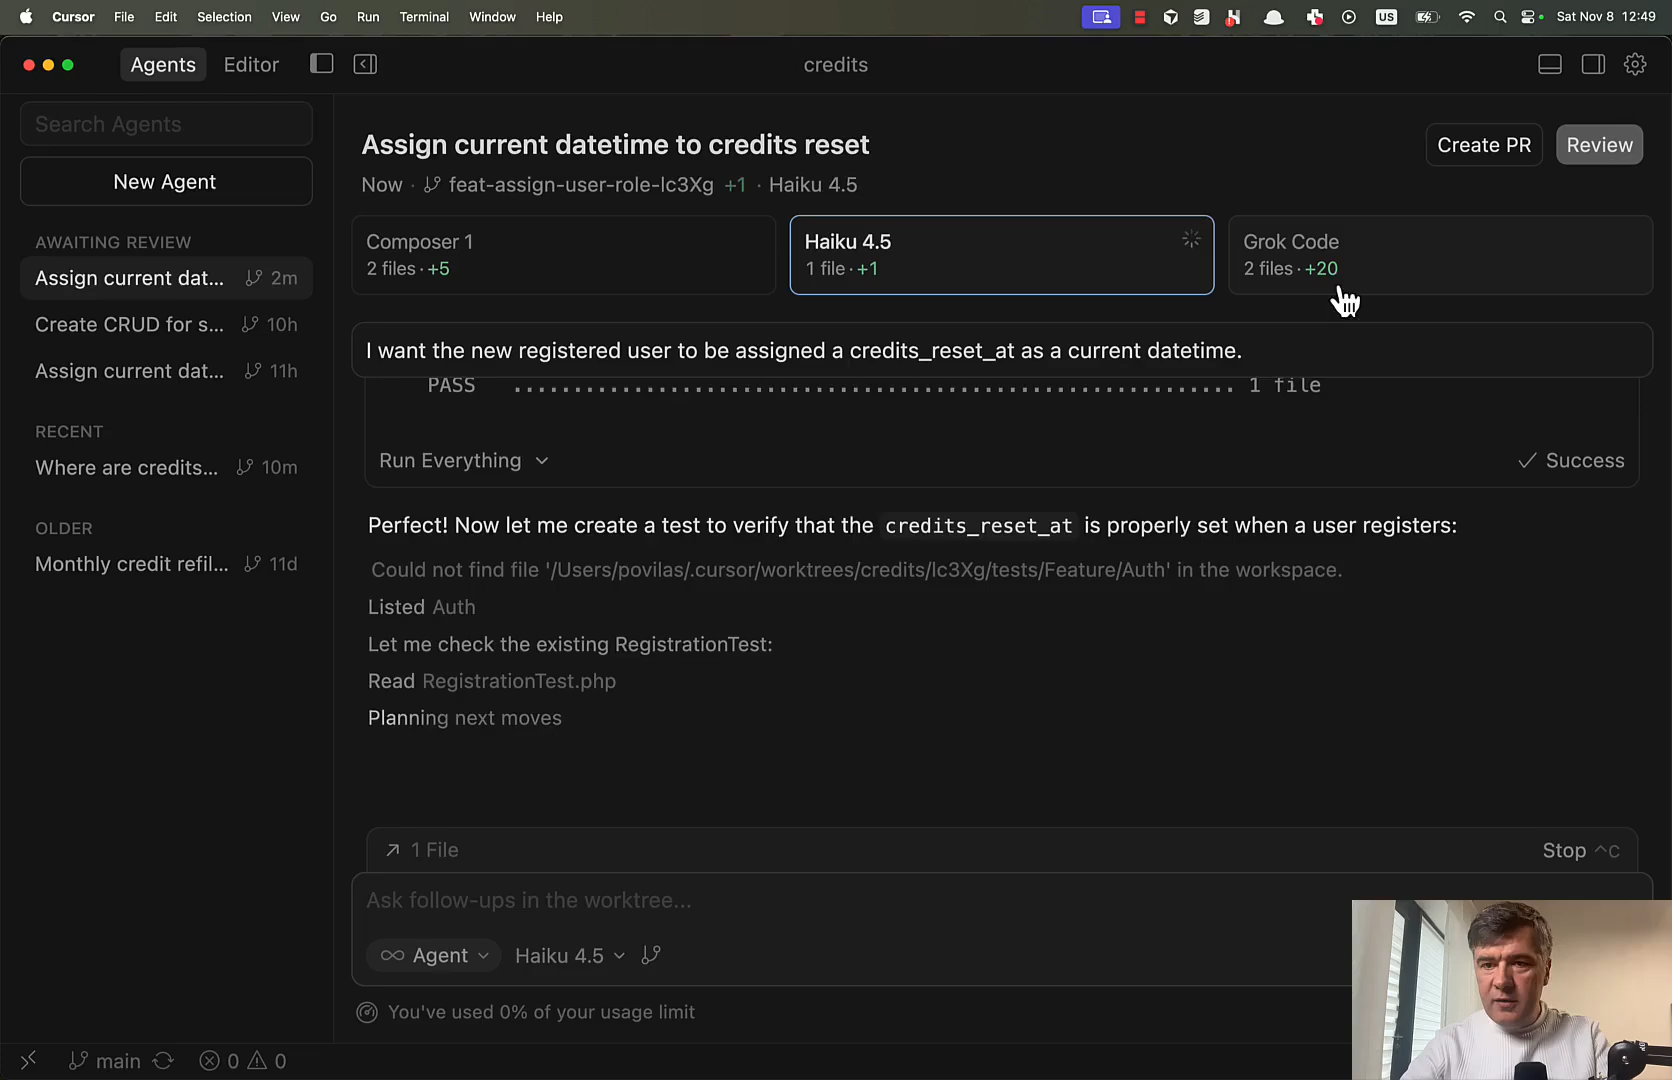 Cursor File Edit Selection View Go Run Terminal Window Help US Sat Nov 8 12:49
Agents Editor credits
Search Agents
New Agent
AWAITING REVIEW
Assign current dat... 2m
Create CRUD for s... 10h
Assign current dat... 11h
RECENT
Where are credits... 10m
OLDER
Monthly credit refil... 11d
Assign current datetime to credits reset
Create PR Review
Now · feat-assign-user-role-lc3Xg +1 · Haiku 4.5
Composer 1
2 files · +5
Haiku 4.5
1 file · +1
Grok Code
2 files · +20
I want the new registered user to be assigned a credits_reset_at as a current datetime.
PASS ........................................................... 1 file
Run Everything Success
Perfect! Now let me create a test to verify that the credits_reset_at is properly set when a user registers:
Could not find file '/Users/povilas/.cursor/worktrees/credits/lc3Xg/tests/Feature/Auth' in the workspace.
Listed Auth
Let me check the existing RegistrationTest:
Read RegistrationTest.php
Planning next moves
1 File Stop ^C
Ask follow-ups in the worktree...
Agent Haiku 4.5
You've used 0% of your usage limit
main 0 0